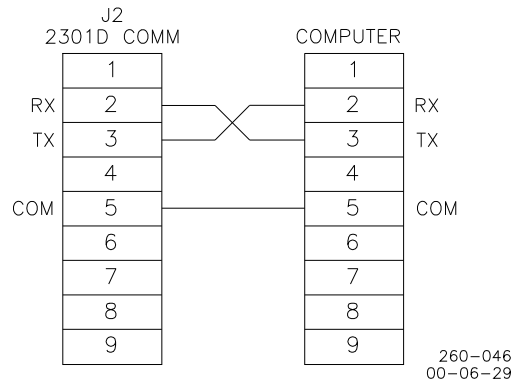 J2
2301D COMM COMPUTER
1 1
RX 2 2 RX
TX 3 3 TX
4 4
COM 5 5 COM
6 6
7 7
8 8
9 9
260-046
00-06-29